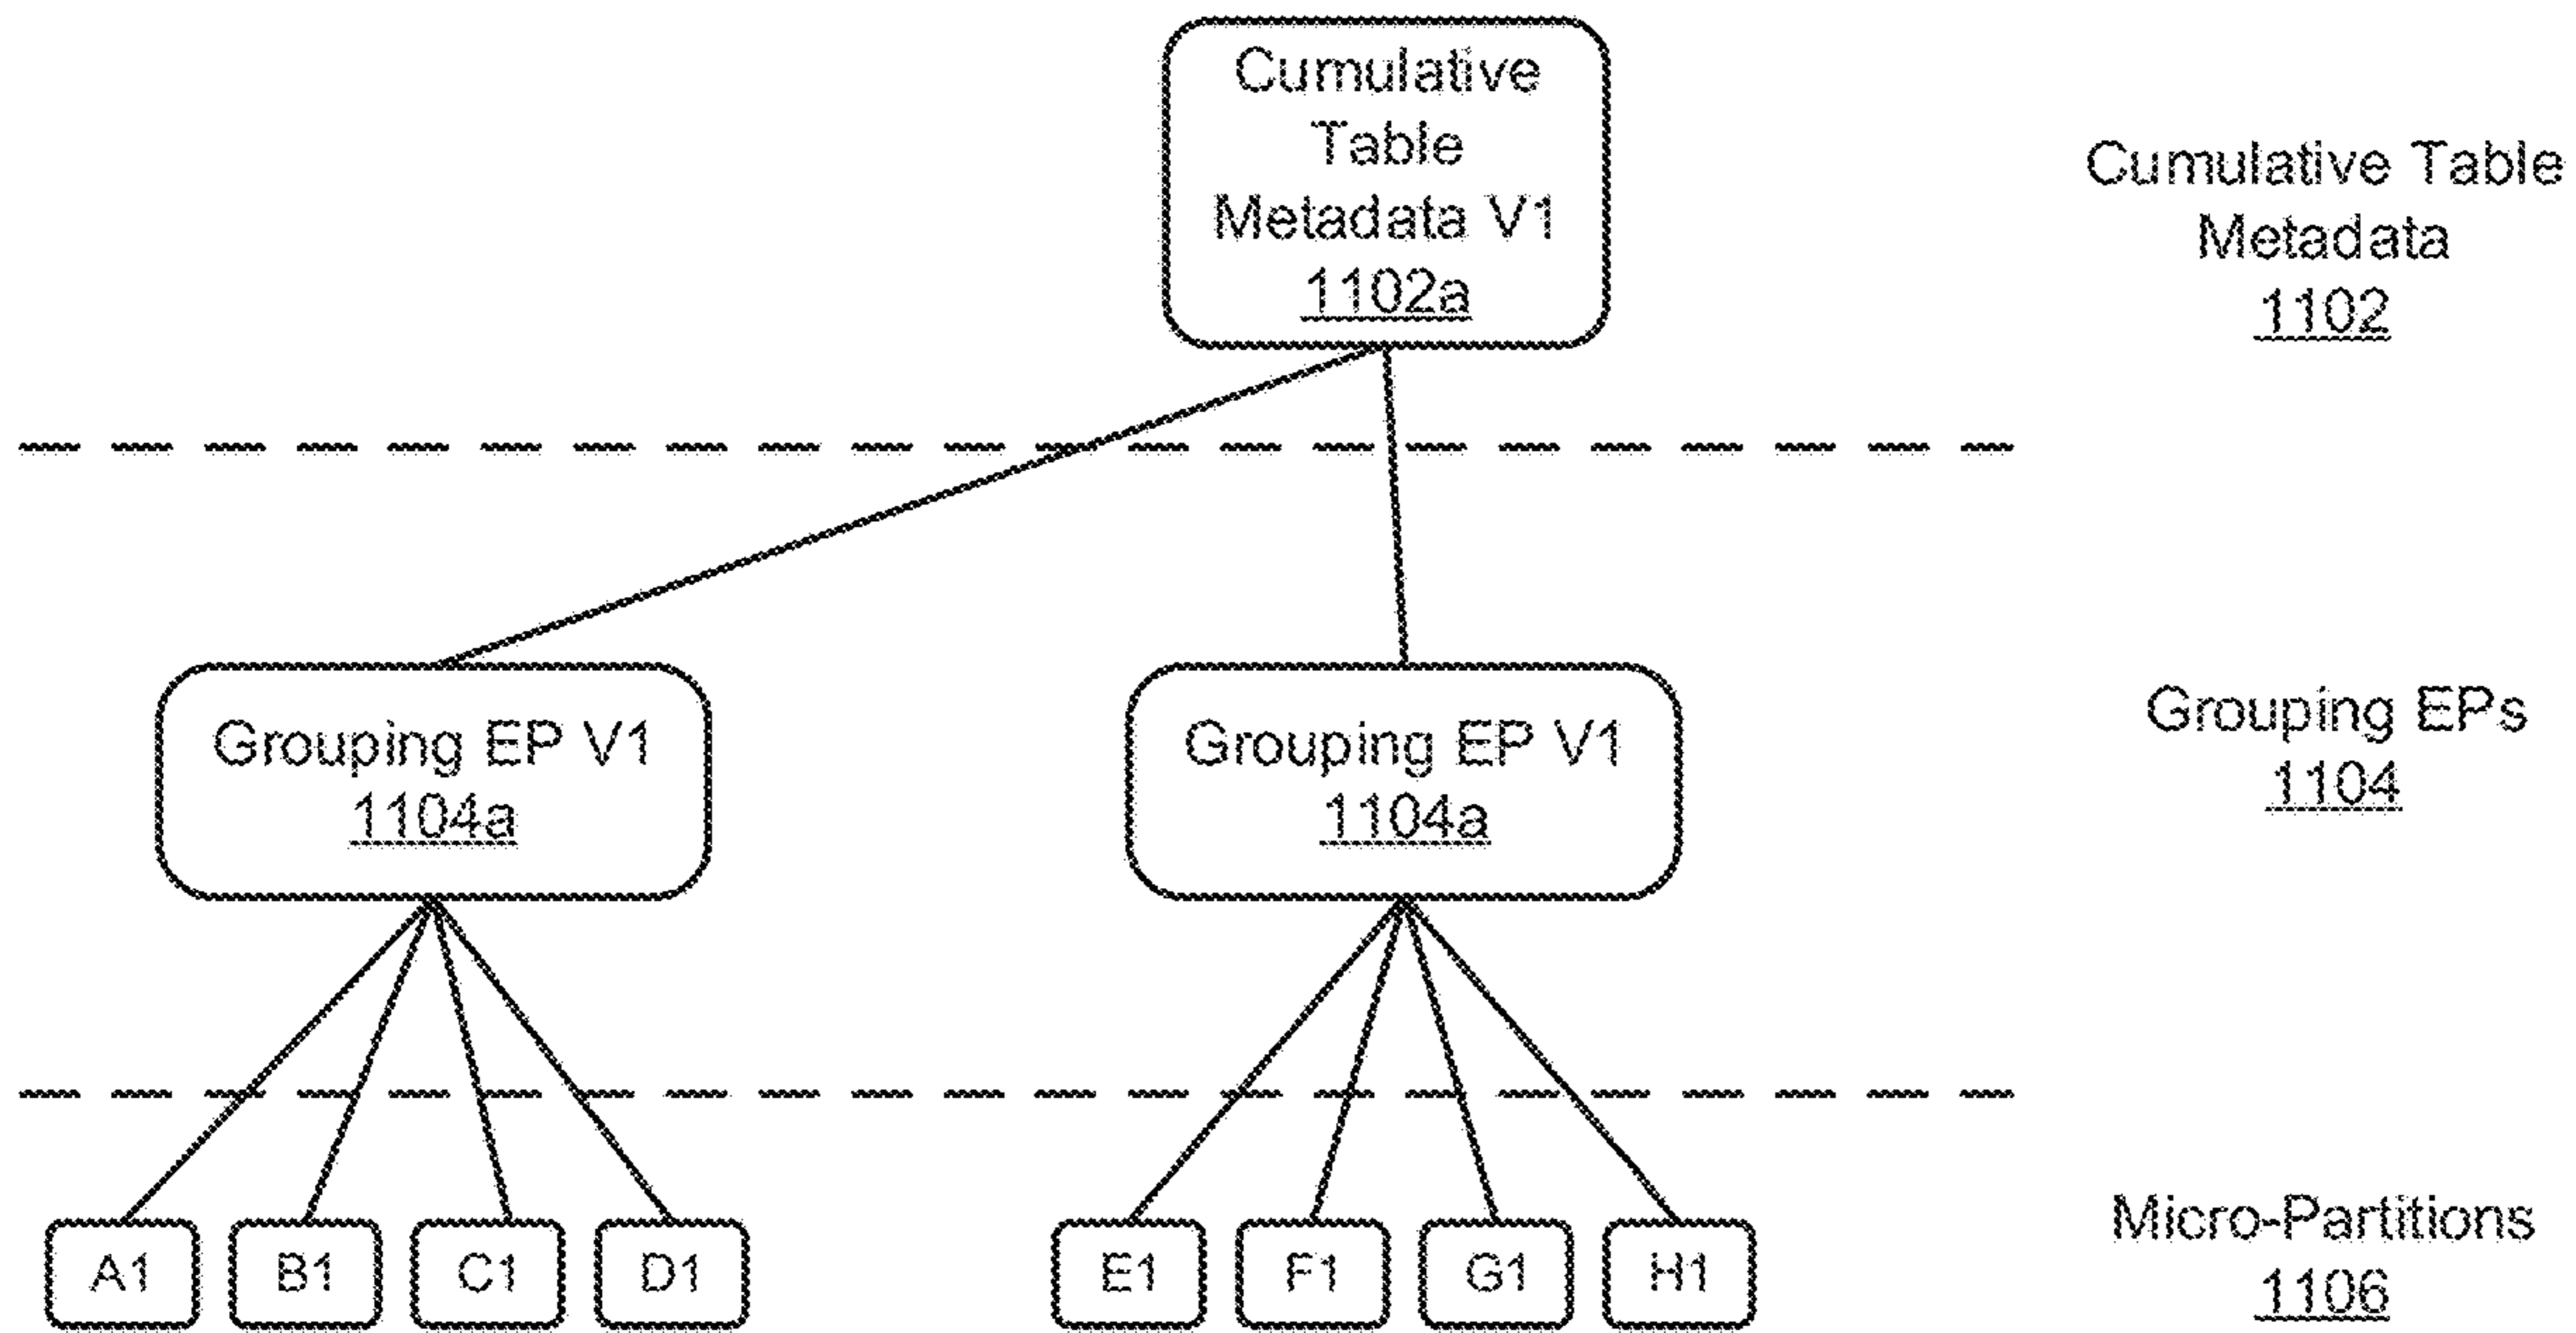 Cumulative
Table
Metadata V1
1102a
Cumulative Table
Metadata
1102
Grouping EP V1
1104a
Grouping EP V1
1104a
Grouping EPs
1104
A1
B1
C1
D1
E1
F1
G1
H1
Micro-Partitions
1106